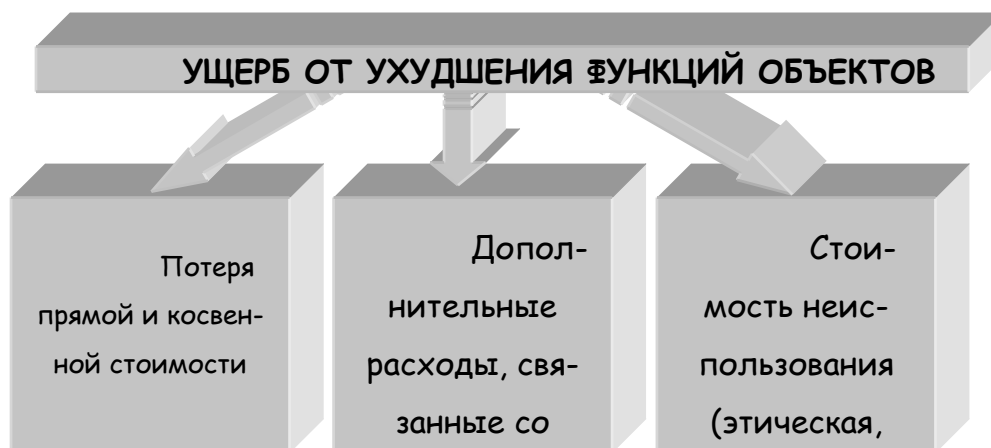 УЩЕРБ ОТ УХУДШЕНИЯ ФУНКЦИЙ ОБЪЕКТОВ
Потеря
прямой и косвен-
ной стоимости
Допол-
нительные
расходы, свя-
занные со
Стои-
мость неис-
пользования
(этическая,